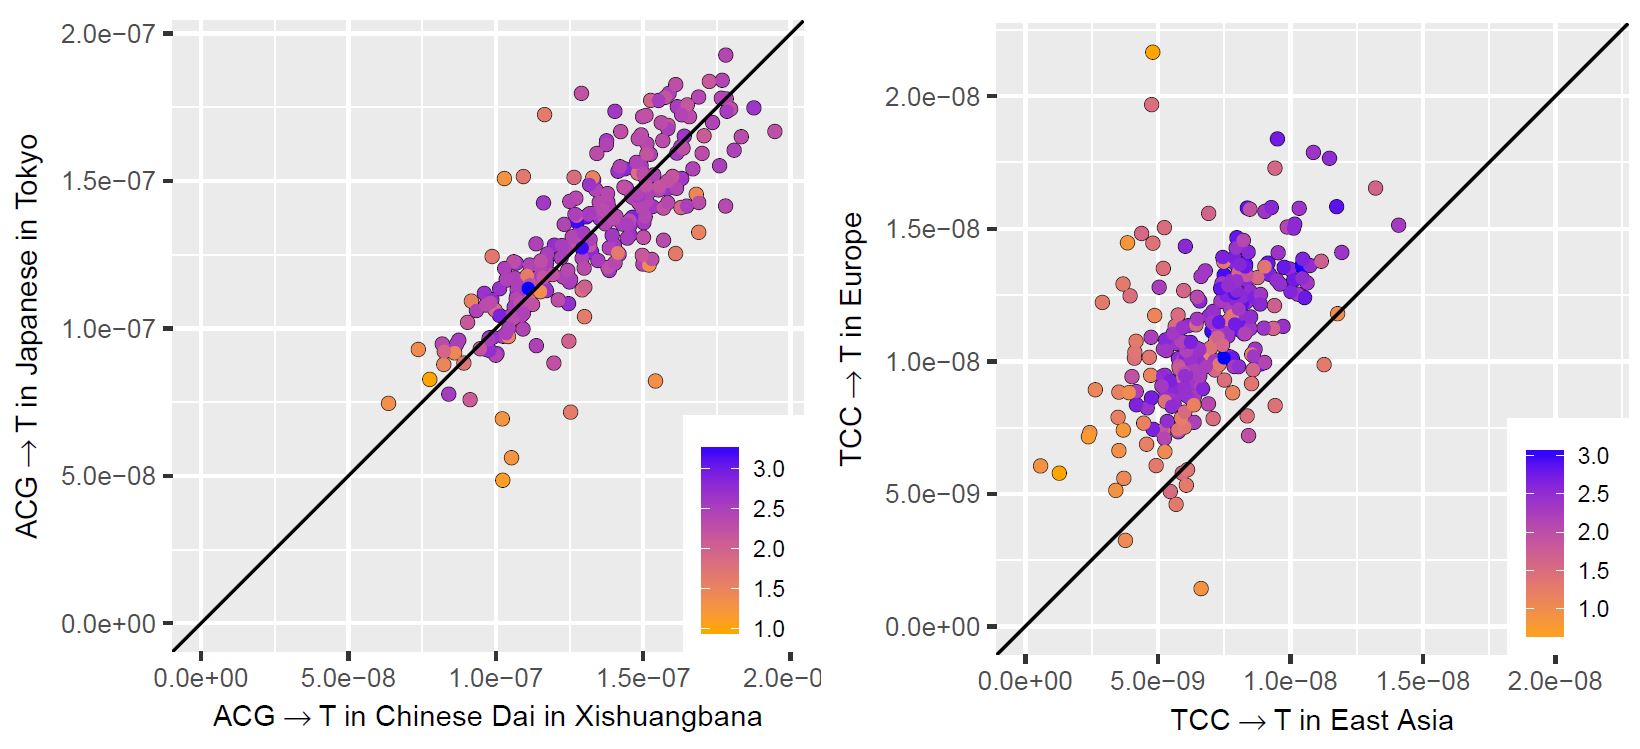 ACG → T in Japanese in Tokyo
2.0e−07
1.5e−07
1.0e−07
5.0e−08
0.0e+00
3.0
2.5
2.0
1.5
1.0
0.0e+00 5.0e−08 1.0e−07 1.5e−07 2.0e−0
ACG → T in Chinese Dai in Xishuangbana
TCC → T in Europe
2.0e−08
1.5e−08
1.0e−08
5.0e−09
0.0e+00
3.0
2.5
2.0
1.5
1.0
0.0e+00 5.0e−09 1.0e−08 1.5e−08 2.0e−08
TCC → T in East Asia